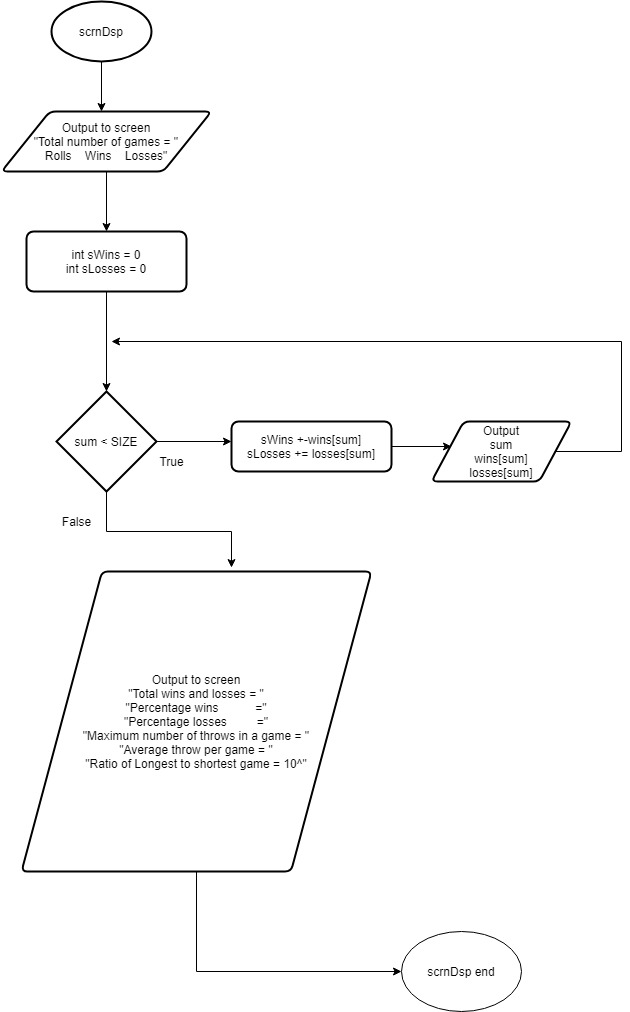 scrnDsp
Output to screen
"Total number of games = "
Rolls Wins Losses"
int sWins = 0
int sLosses = 0
sum < SIZE
True
sWins +-wins[sum]
sLosses += losses[sum]
Output
sum
wins[sum]
losses[sum]
False
Output to screen
"Total wins and losses = "
"Percentage wins ="
"Percentage losses ="
"Maximum number of throws in a game = "
"Average throw per game = "
"Ratio of Longest to shortest game = 10^"
scrnDsp end